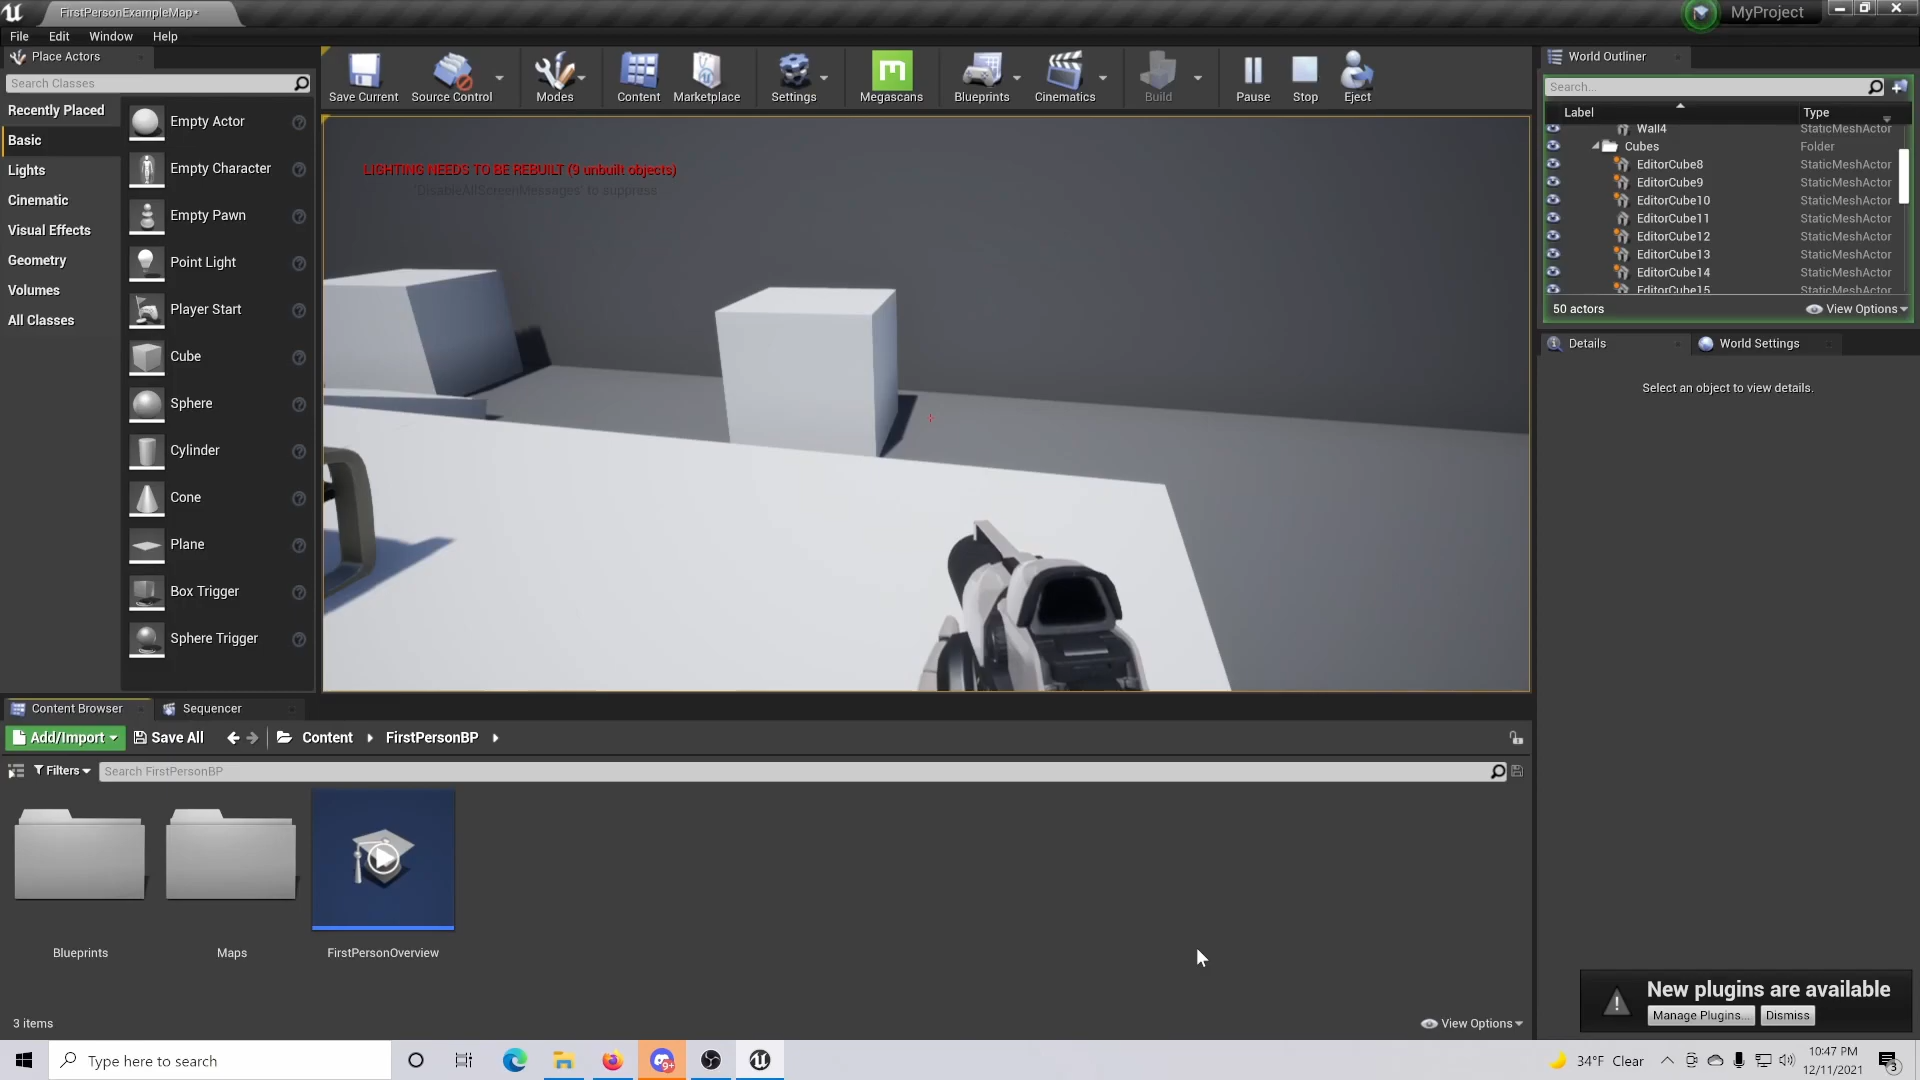 FirstPersonExampleMap*
MyProject
File Edit Window Help
Place Actors
Search Classes
Recently Placed
Basic
Lights
Cinematic
Visual Effects
Geometry
Volumes
All Classes
Empty Actor
Empty Character
Empty Pawn
Point Light
Player Start
Cube
Sphere
Cylinder
Cone
Plane
Box Trigger
Sphere Trigger
Save Current Source Control Modes Content Marketplace Settings Megascans Blueprints Cinematics Build Pause Stop Eject
LIGHTING NEEDS TO BE REBUILT (9 unbuilt objects)
'DisableAllScreenMessages' to suppress
World Outliner
Search...
Label Type
Wall4 StaticMeshActor
Cubes Folder
EditorCube8 StaticMeshActor
EditorCube9 StaticMeshActor
EditorCube10 StaticMeshActor
EditorCube11 StaticMeshActor
EditorCube12 StaticMeshActor
EditorCube13 StaticMeshActor
EditorCube14 StaticMeshActor
EditorCube15 StaticMeshActor
50 actors View Options
Details World Settings
Select an object to view details.
Content Browser Sequencer
Add/Import Save All Content FirstPersonBP
Filters Search FirstPersonBP
Blueprints Maps FirstPersonOverview
3 items View Options
New plugins are available
Manage Plugins... Dismiss
Type here to search
9+
34°F Clear
10:47 PM
12/11/2021
3